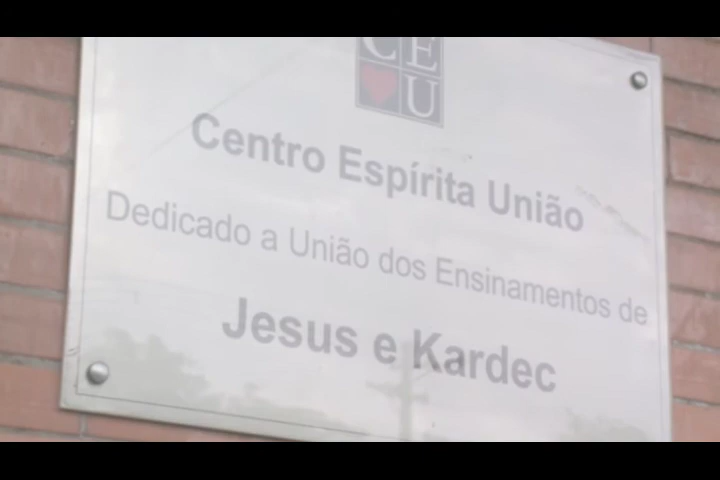 CE
U
Centro Espírita União
Dedicado a União dos Ensinamentos de
Jesus e Kardec